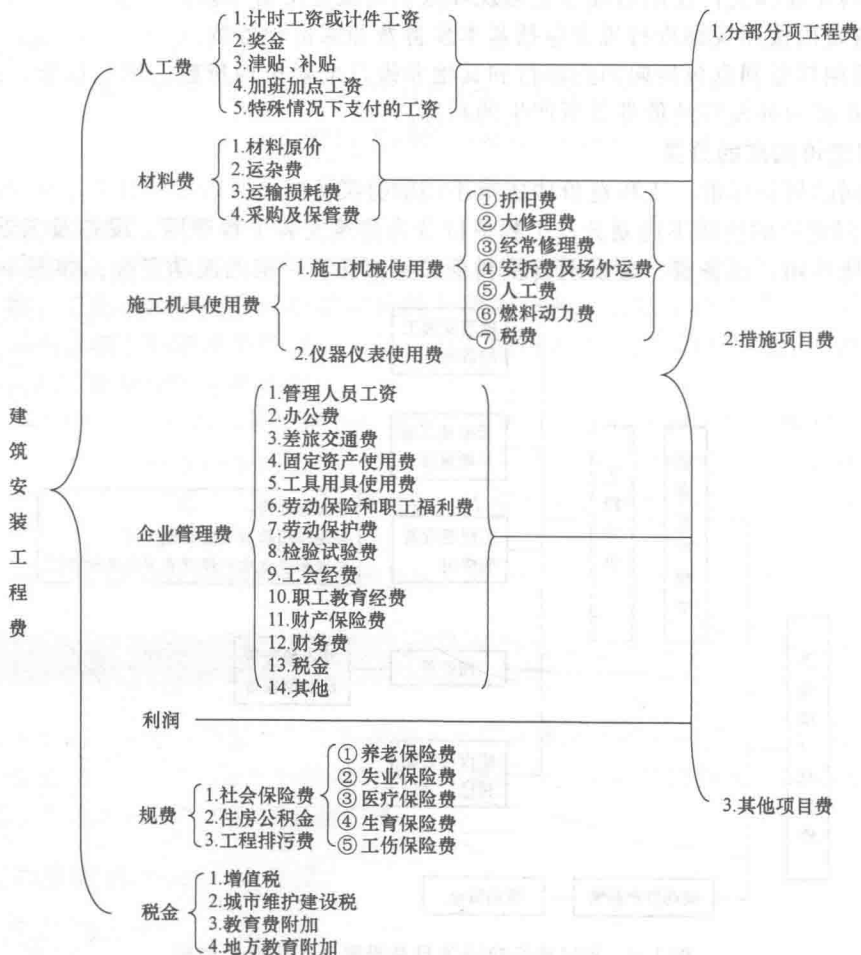 建筑安装工程费
人工费
1.计时工资或计件工资
2.奖金
3.津贴、补贴
4.加班加点工资
5.特殊情况下支付的工资
材料费
1.材料原价
2.运杂费
3.运输损耗费
4.采购及保管费
施工机具使用费
1.施工机械使用费
①折旧费
②大修理费
③经常修理费
④安拆费及场外运费
⑤人工费
⑥燃料动力费
⑦税费
2.仪器仪表使用费
企业管理费
1.管理人员工资
2.办公费
3.差旅交通费
4.固定资产使用费
5.工具用具使用费
6.劳动保险和职工福利费
7.劳动保护费
8.检验试验费
9.工会经费
10.职工教育经费
11.财产保险费
12.财务费
13.税金
14.其他
利润
规费
1.社会保险费
①养老保险费
②失业保险费
③医疗保险费
④生育保险费
⑤工伤保险费
2.住房公积金
3.工程排污费
税金
1.增值税
2.城市维护建设税
3.教育费附加
4.地方教育附加
1.分部分项工程费
2.措施项目费
3.其他项目费